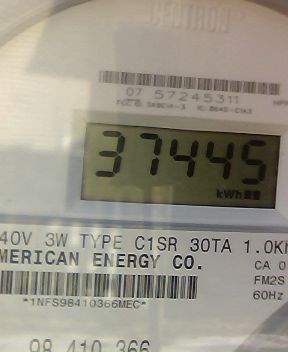 CENTRON
07 57245311
37445
kWh
40V 3W TYPE C1SR 30TA 1.0K
MERICAN ENERGY CO.
CA 0
FM2S
60Hz
*1NFS98410366MEC*
98 410 366